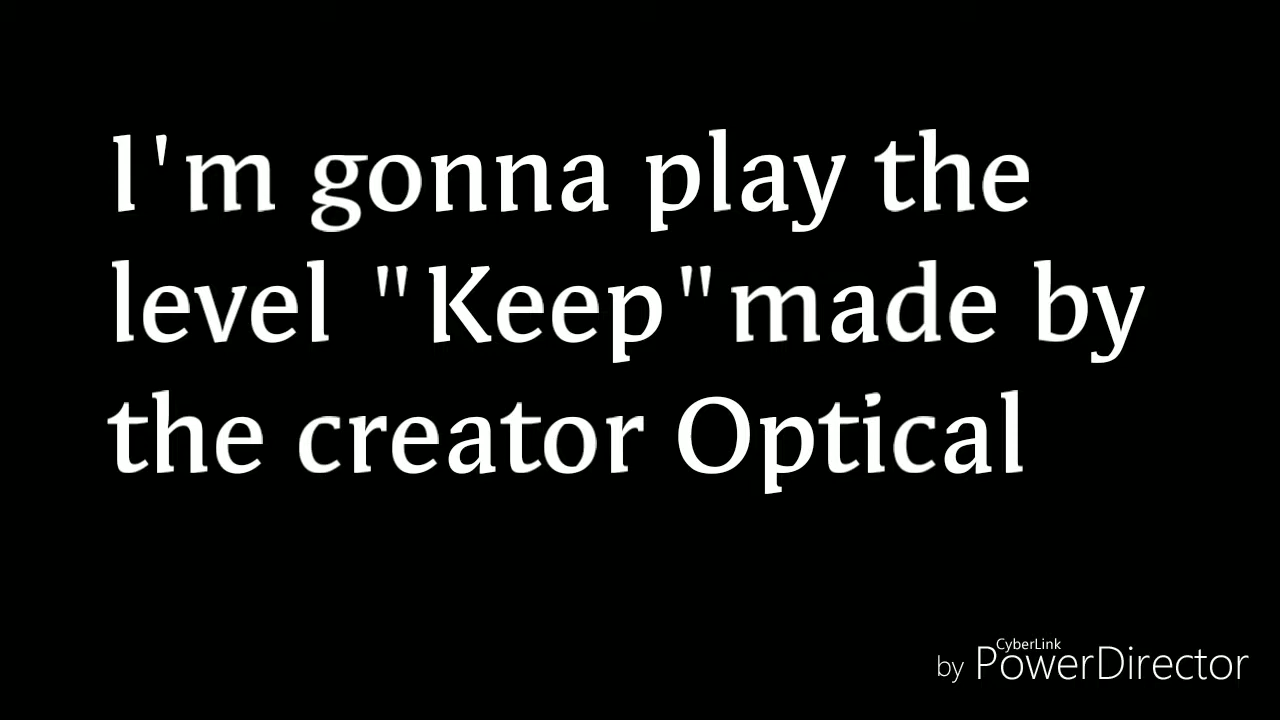 I'm gonna play the
level "Keep"made by
the creator Optical
CyberLink
by PowerDirector